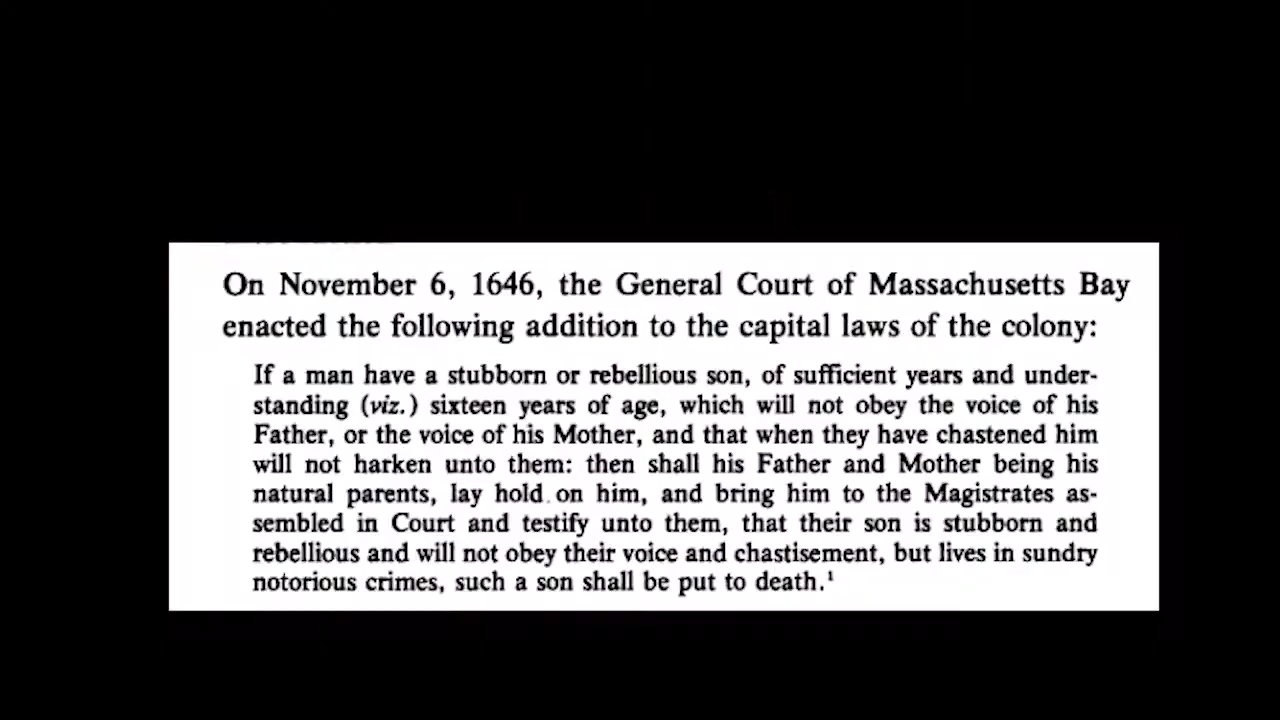 On November 6, 1646, the General Court of Massachusetts Bay
enacted the following addition to the capital laws of the colony:
If a man have a stubborn or rebellious son, of sufficient years and under-
standing (viz.) sixteen years of age, which will not obey the voice of his
Father, or the voice of his Mother, and that when they have chastened him
will not harken unto them: then shall his Father and Mother being his
natural parents, lay hold on him, and bring him to the Magistrates as-
sembled in Court and testify unto them, that their son is stubborn and
rebellious and will not obey their voice and chastisement, but lives in sundry
notorious crimes, such a son shall be put to death.¹